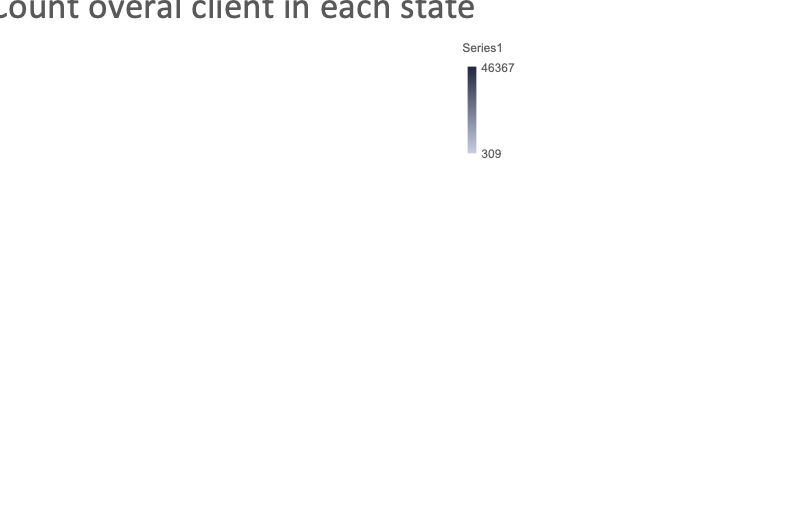 Count overal client in each state
Series1
46367
309